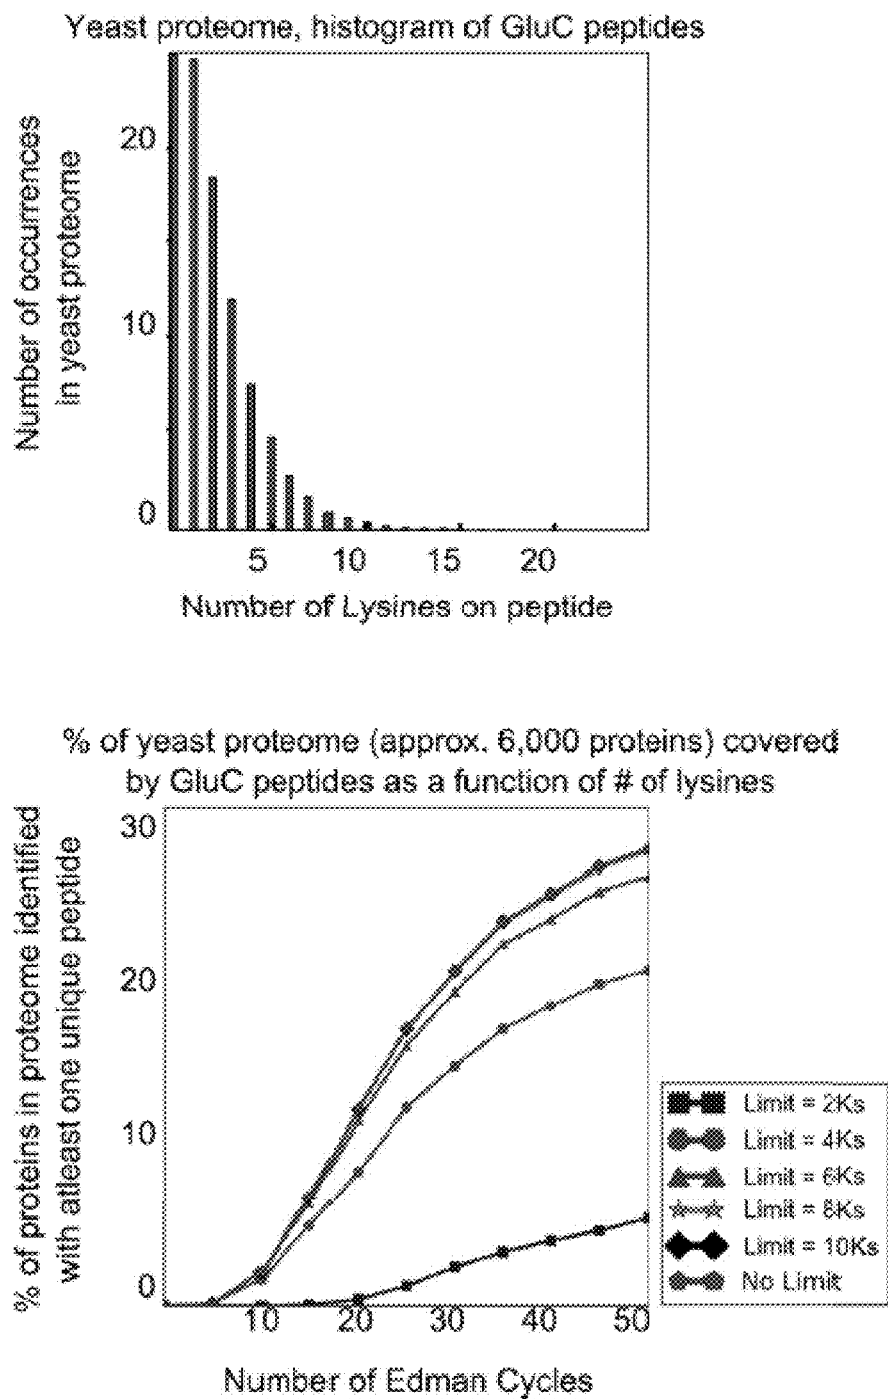 Yeast proteome, histogram of GluC peptides
Number of occurrences
in yeast proteome
20
10
0
5 10 15 20
Number of Lysines on peptide
% of yeast proteome (approx. 6,000 proteins) covered
by GluC peptides as a function of # of lysines
% of proteins in proteome identified
with atleast one unique peptide
30
20
10
0
10 20 30 40 50
Number of Edman Cycles
Limit = 2Ks
Limit = 4Ks
Limit = 6Ks
Limit = 8Ks
Limit = 10Ks
No Limit